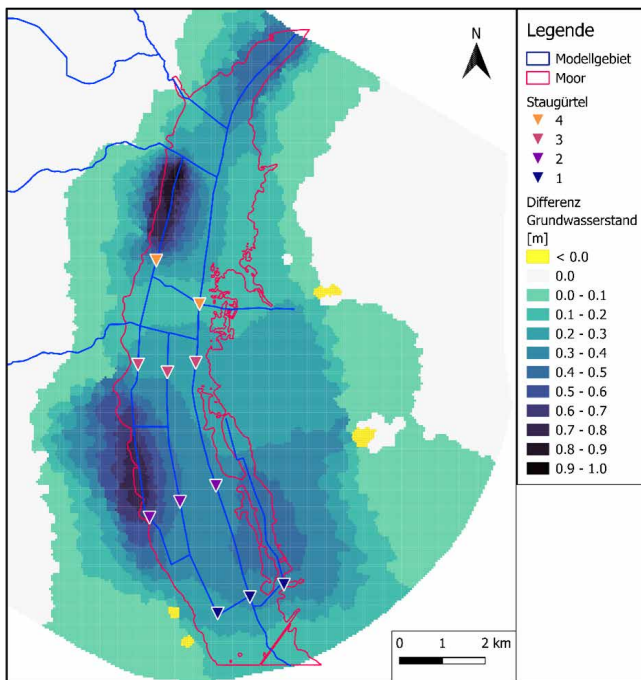 N
0 1 2 km
Legende
Modellgebiet
Moor
Staugürtel
4
3
2
1
Differenz
Grundwasserstand
[m]
< 0.0
0.0
0.0 - 0.1
0.1 - 0.2
0.2 - 0.3
0.3 - 0.4
0.4 - 0.5
0.5 - 0.6
0.6 - 0.7
0.7 - 0.8
0.8 - 0.9
0.9 - 1.0